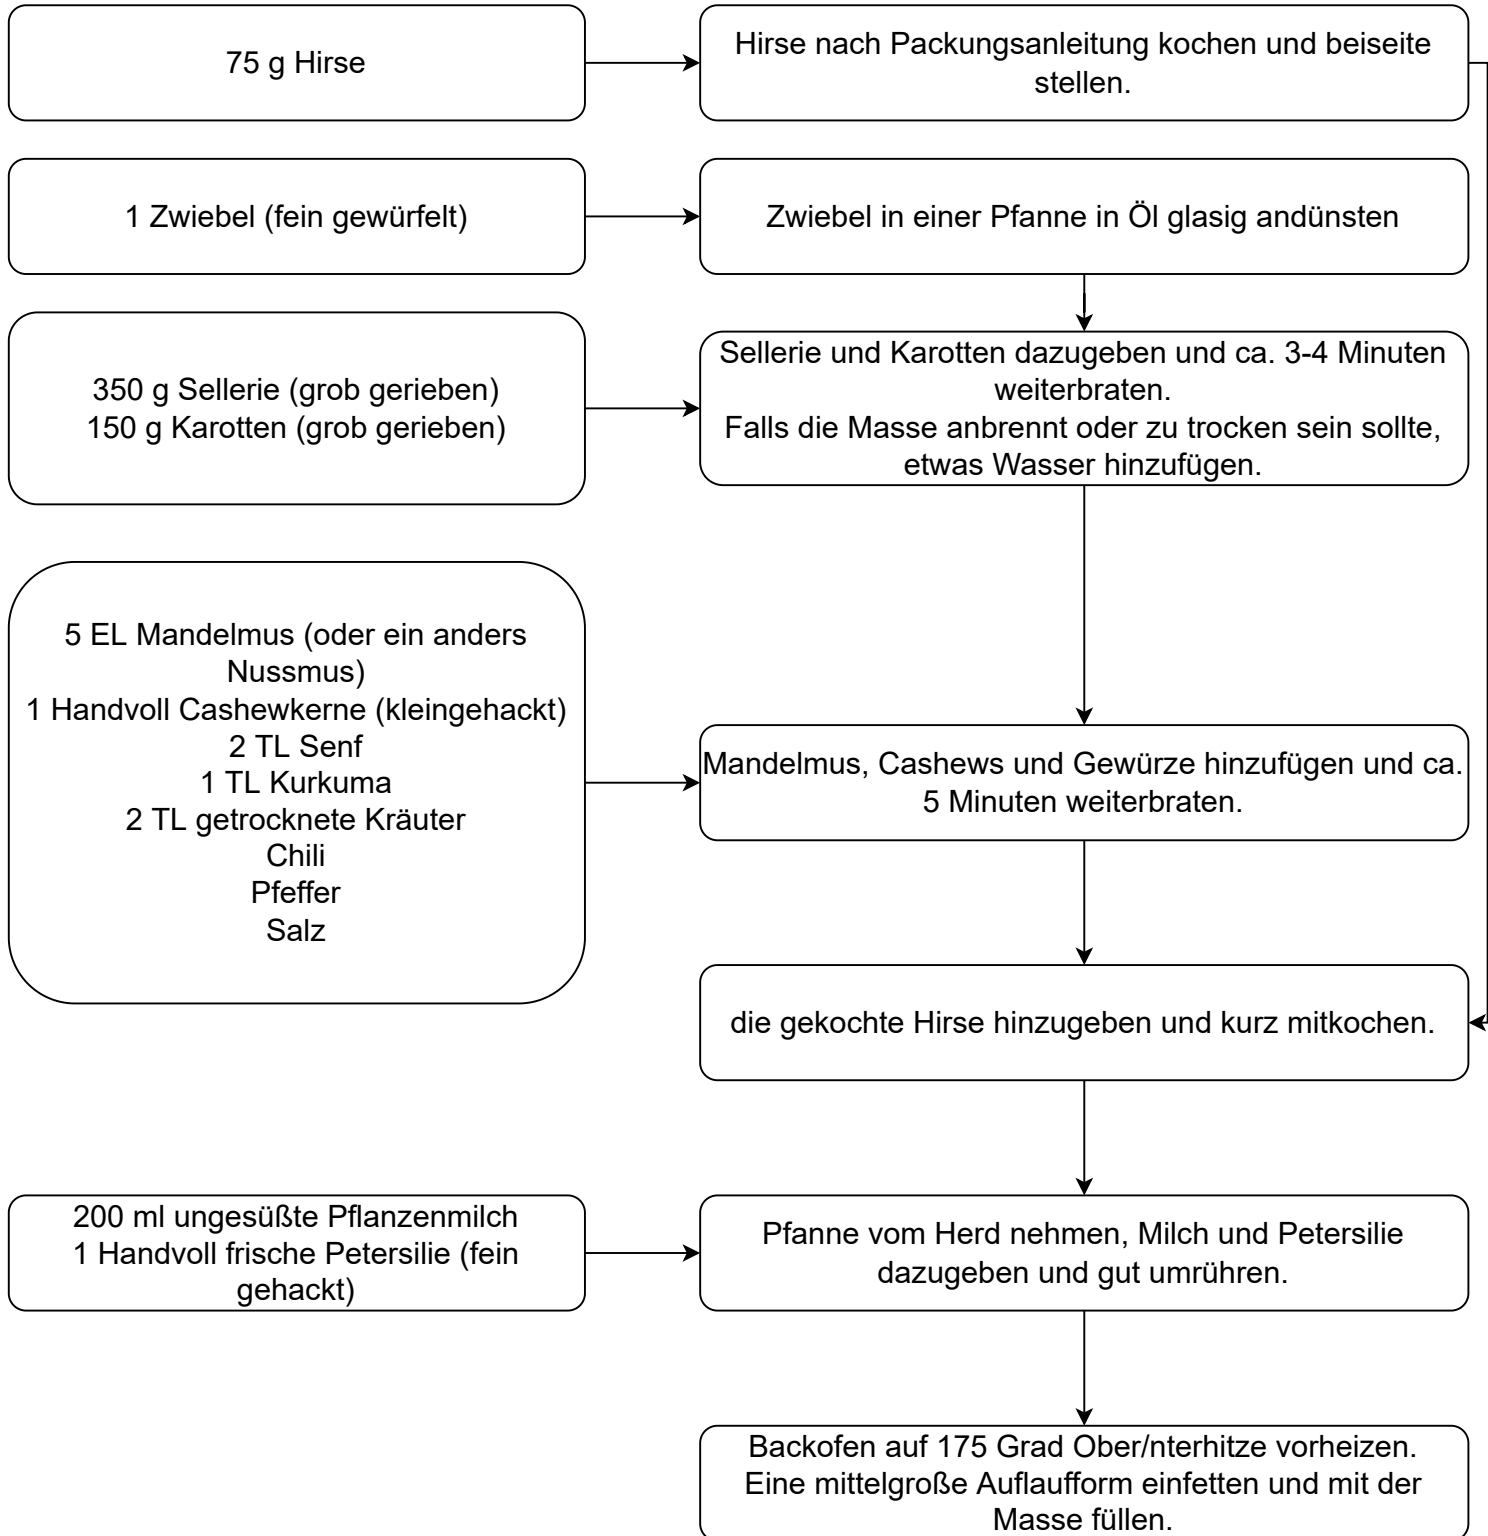 75 g Hirse
Hirse nach Packungsanleitung kochen und beiseite
stellen.
1 Zwiebel (fein gewürfelt)
Zwiebel in einer Pfanne in Öl glasig andünsten
350 g Sellerie (grob gerieben)
150 g Karotten (grob gerieben)
Sellerie und Karotten dazugeben und ca. 3-4 Minuten
weiterbraten.
Falls die Masse anbrennt oder zu trocken sein sollte,
etwas Wasser hinzufügen.
5 EL Mandelmus (oder ein anders
Nussmus)
1 Handvoll Cashewkerne (kleingehackt)
2 TL Senf
1 TL Kurkuma
2 TL getrocknete Kräuter
Chili
Pfeffer
Salz
Mandelmus, Cashews und Gewürze hinzufügen und ca.
5 Minuten weiterbraten.
die gekochte Hirse hinzugeben und kurz mitkochen.
200 ml ungesüßte Pflanzenmilch
1 Handvoll frische Petersilie (fein
gehackt)
Pfanne vom Herd nehmen, Milch und Petersilie
dazugeben und gut umrühren.
Backofen auf 175 Grad Ober/nterhitze vorheizen.
Eine mittelgroße Auflaufform einfetten und mit der
Masse füllen.